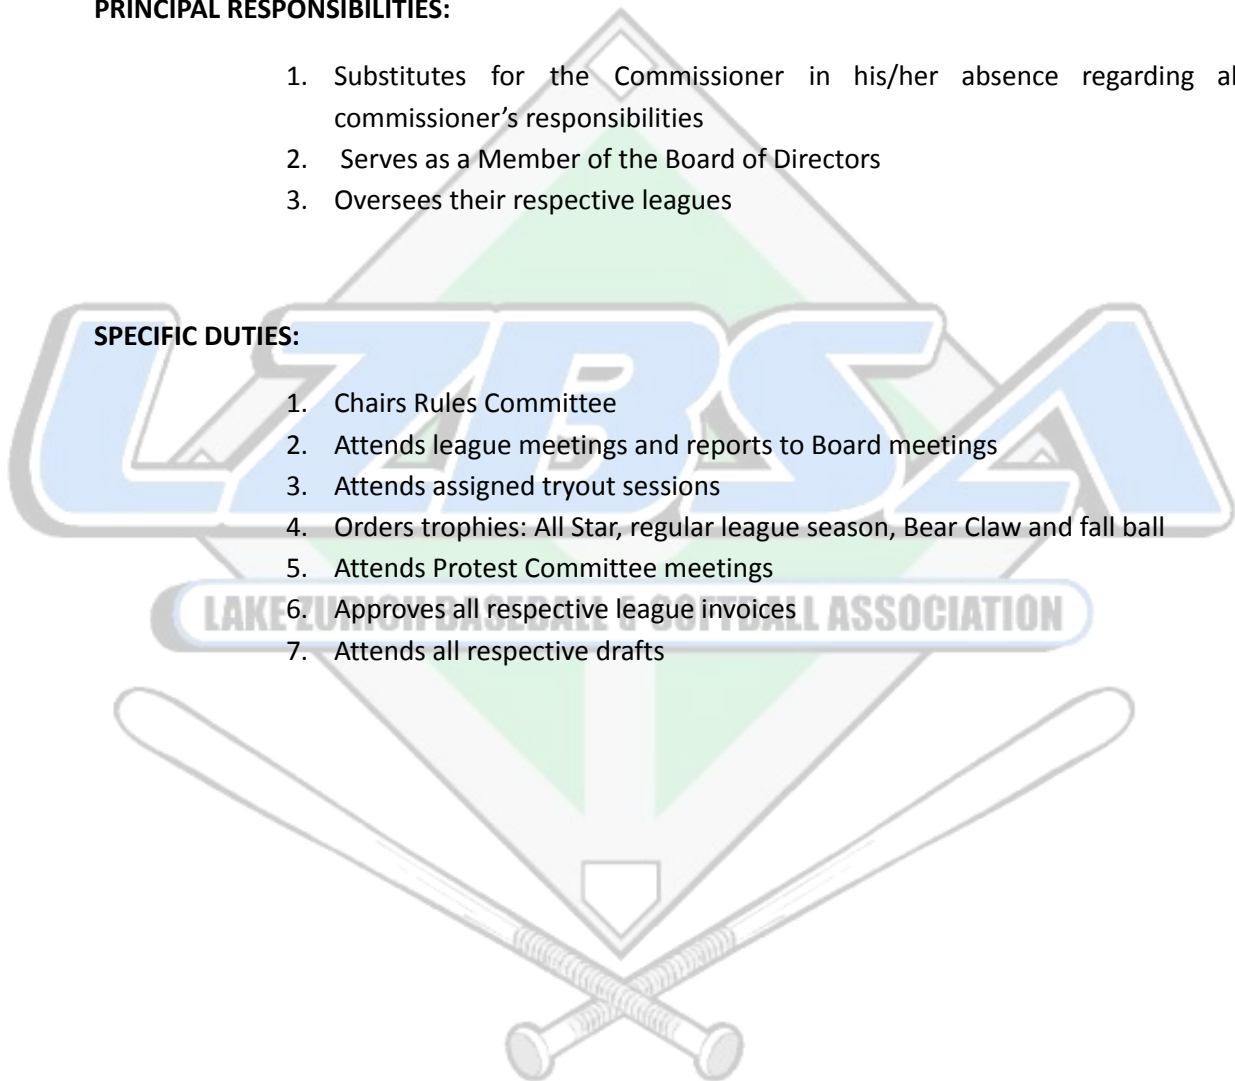 PRINCIPAL RESPONSIBILITIES:
1. Substitutes for the Commissioner in his/her absence regarding
commissioner's responsibilities
2. Serves as a Member of the Board of Directors
3. Oversees their respective leagues
SPECIFIC DUTIES:
LZBSA
1. Chairs Rules Committee
2. Attends league meetings and reports to Board meetings
3. Attends assigned tryout sessions
4. Orders trophies: All Star, regular league season, Bear Claw and fall ball
5. Attends Protest Committee meetings
6. Approves all respective league invoices
LAKE ZURICH BASEBALL & SOFTBALL ASSOCIATION
7. Attends all respective drafts